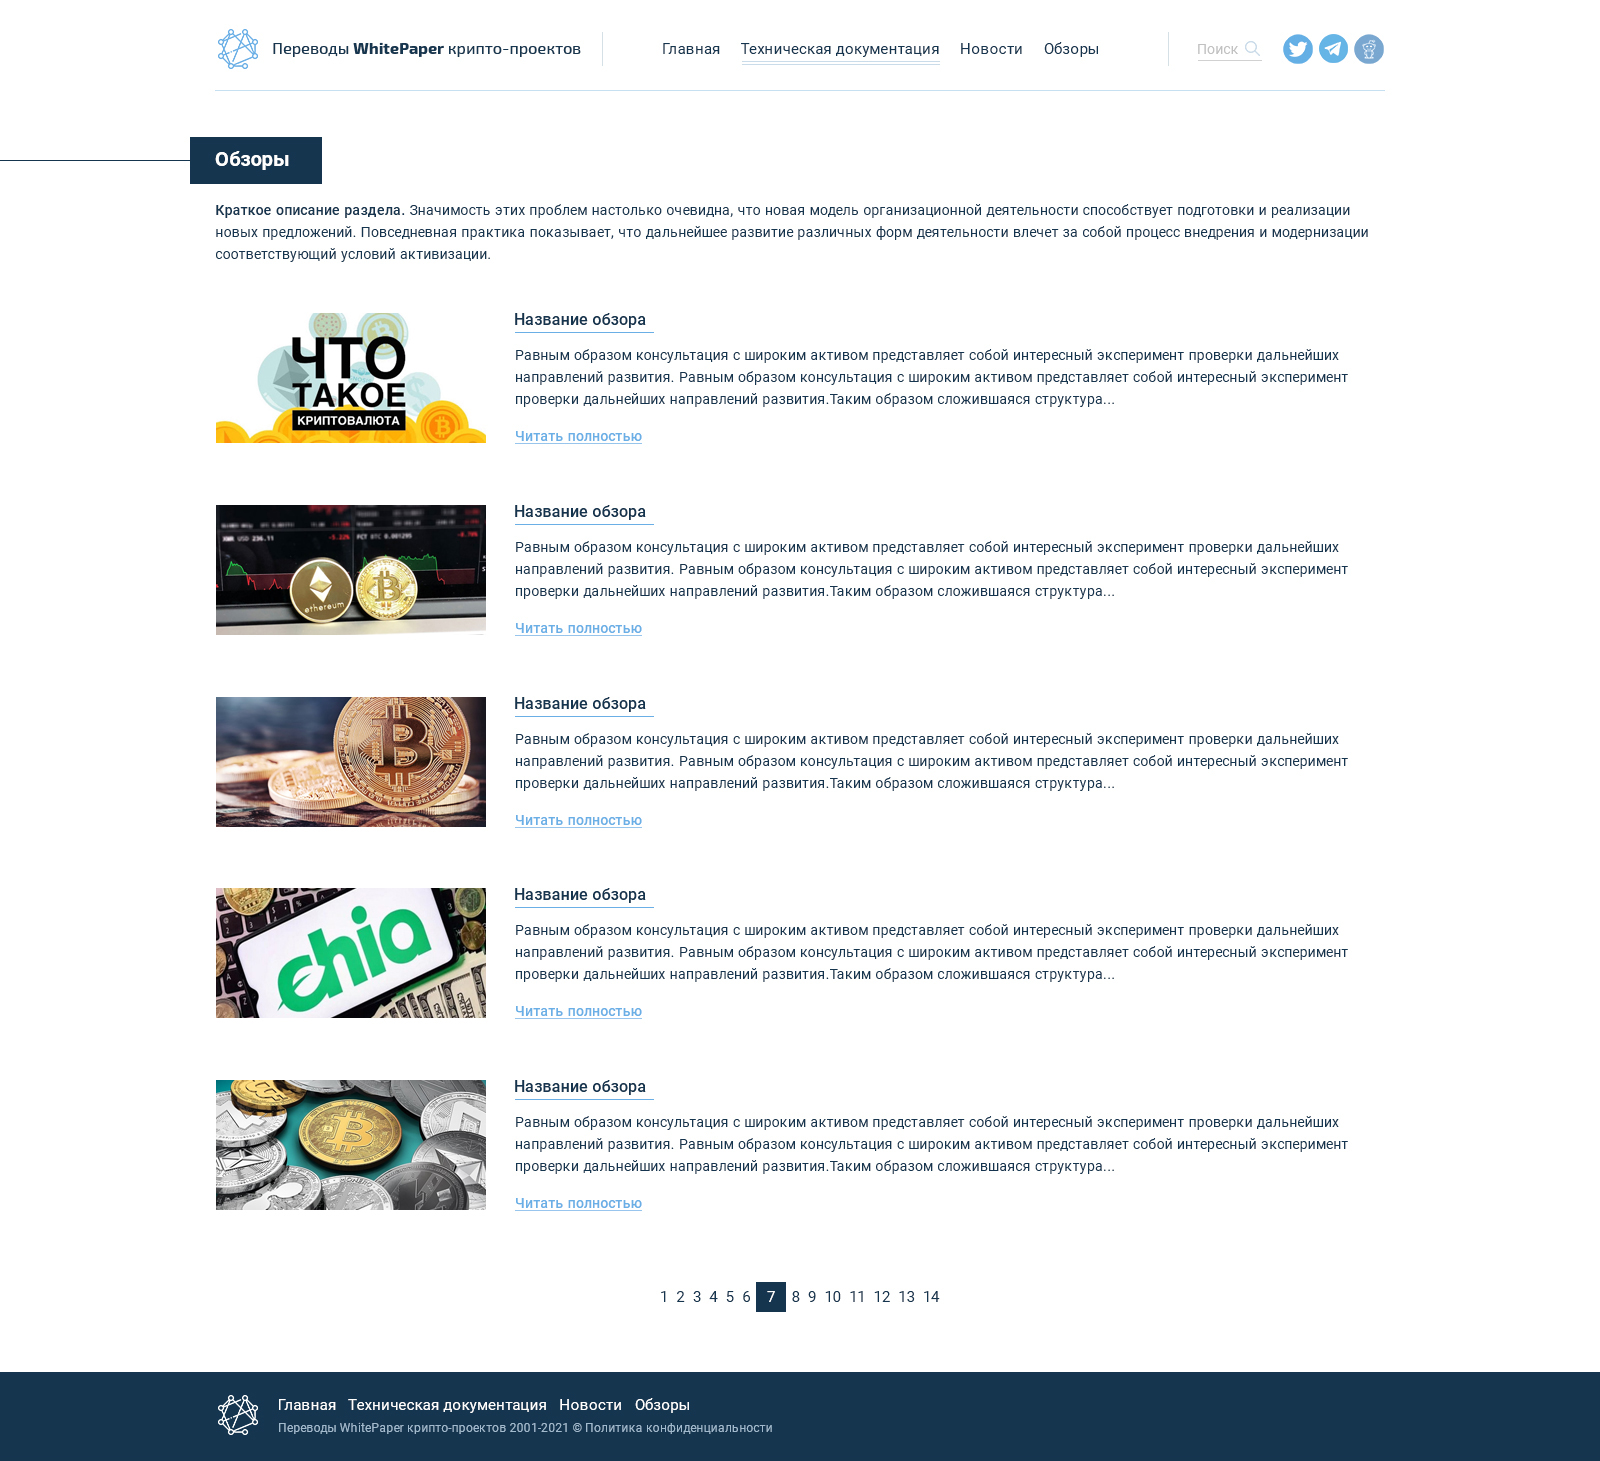 Переводы WhitePaper крипто-проектов
Главная Техническая документация Новости Обзоры
Поиск
Обзоры
Краткое описание раздела. Значимость этих проблем настолько очевидна, что новая модель организационной деятельности способствует подготовки и реализации
новых предложений. Повседневная практика показывает, что дальнейшее развитие различных форм деятельности влечет за собой процесс внедрения и модернизации
соответствующий условий активизации.
ЧТО
ТАКОЕ
КРИПТОВАЛЮТА
Название обзора
Равным образом консультация с широким активом представляет собой интересный эксперимент проверки дальнейших
направлений развития. Равным образом консультация с широким активом представляет собой интересный эксперимент
проверки дальнейших направлений развития.Таким образом сложившаяся структура...
Читать полностью
XMR USD 236.11
-5.32%
FCT BTC 0.001295
-8.70%
ethereum
Название обзора
Равным образом консультация с широким активом представляет собой интересный эксперимент проверки дальнейших
направлений развития. Равным образом консультация с широким активом представляет собой интересный эксперимент
проверки дальнейших направлений развития.Таким образом сложившаяся структура...
Читать полностью
Название обзора
Равным образом консультация с широким активом представляет собой интересный эксперимент проверки дальнейших
направлений развития. Равным образом консультация с широким активом представляет собой интересный эксперимент
проверки дальнейших направлений развития.Таким образом сложившаяся структура...
Читать полностью
chia
Название обзора
Равным образом консультация с широким активом представляет собой интересный эксперимент проверки дальнейших
направлений развития. Равным образом консультация с широким активом представляет собой интересный эксперимент
проверки дальнейших направлений развития.Таким образом сложившаяся структура...
Читать полностью
Название обзора
Равным образом консультация с широким активом представляет собой интересный эксперимент проверки дальнейших
направлений развития. Равным образом консультация с широким активом представляет собой интересный эксперимент
проверки дальнейших направлений развития.Таким образом сложившаяся структура...
Читать полностью
1 2 3 4 5 6 7 8 9 10 11 12 13 14
Главная Техническая документация Новости Обзоры
Переводы WhitePaper крипто-проектов 2001-2021 © Политика конфиденциальности